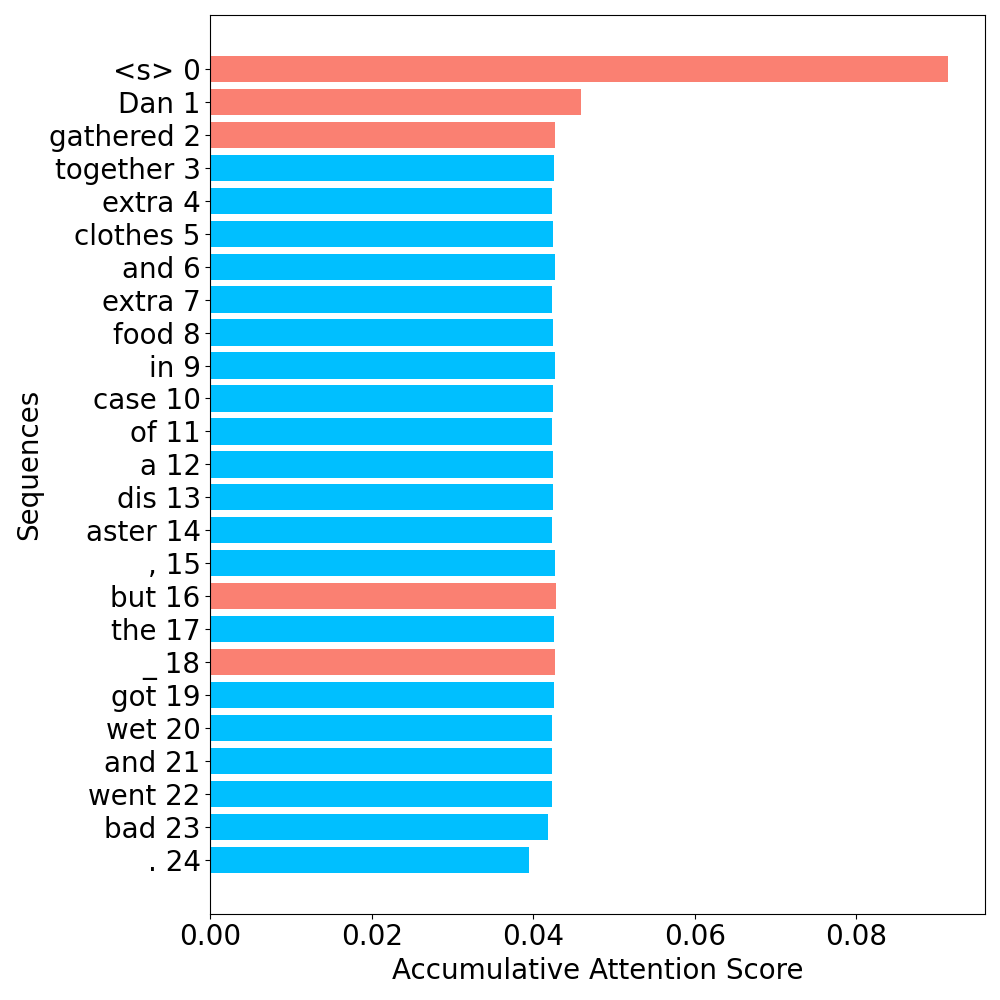 <s> 0
Dan 1
gathered 2
together 3
extra 4
clothes 5
and 6
extra 7
food 8
in 9
case 10
of 11
a 12
dis 13
aster 14
, 15
but 16
the 17
_ 18
got 19
wet 20
and 21
went 22
bad 23
. 24
Sequences
0.00 0.02 0.04 0.06 0.08
Accumulative Attention Score